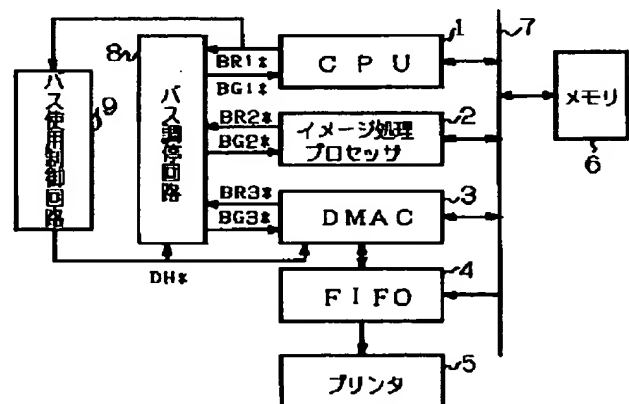 8
バス調停回路
バス使用制御回路
9
BR1*
BG1*
CPU
1
7
BR2*
BG2*
イメージ処理
プロセッサ
2
メモリ
6
BR3*
BG3*
DMAC
3
DH*
FIFO
4
プリンタ
5